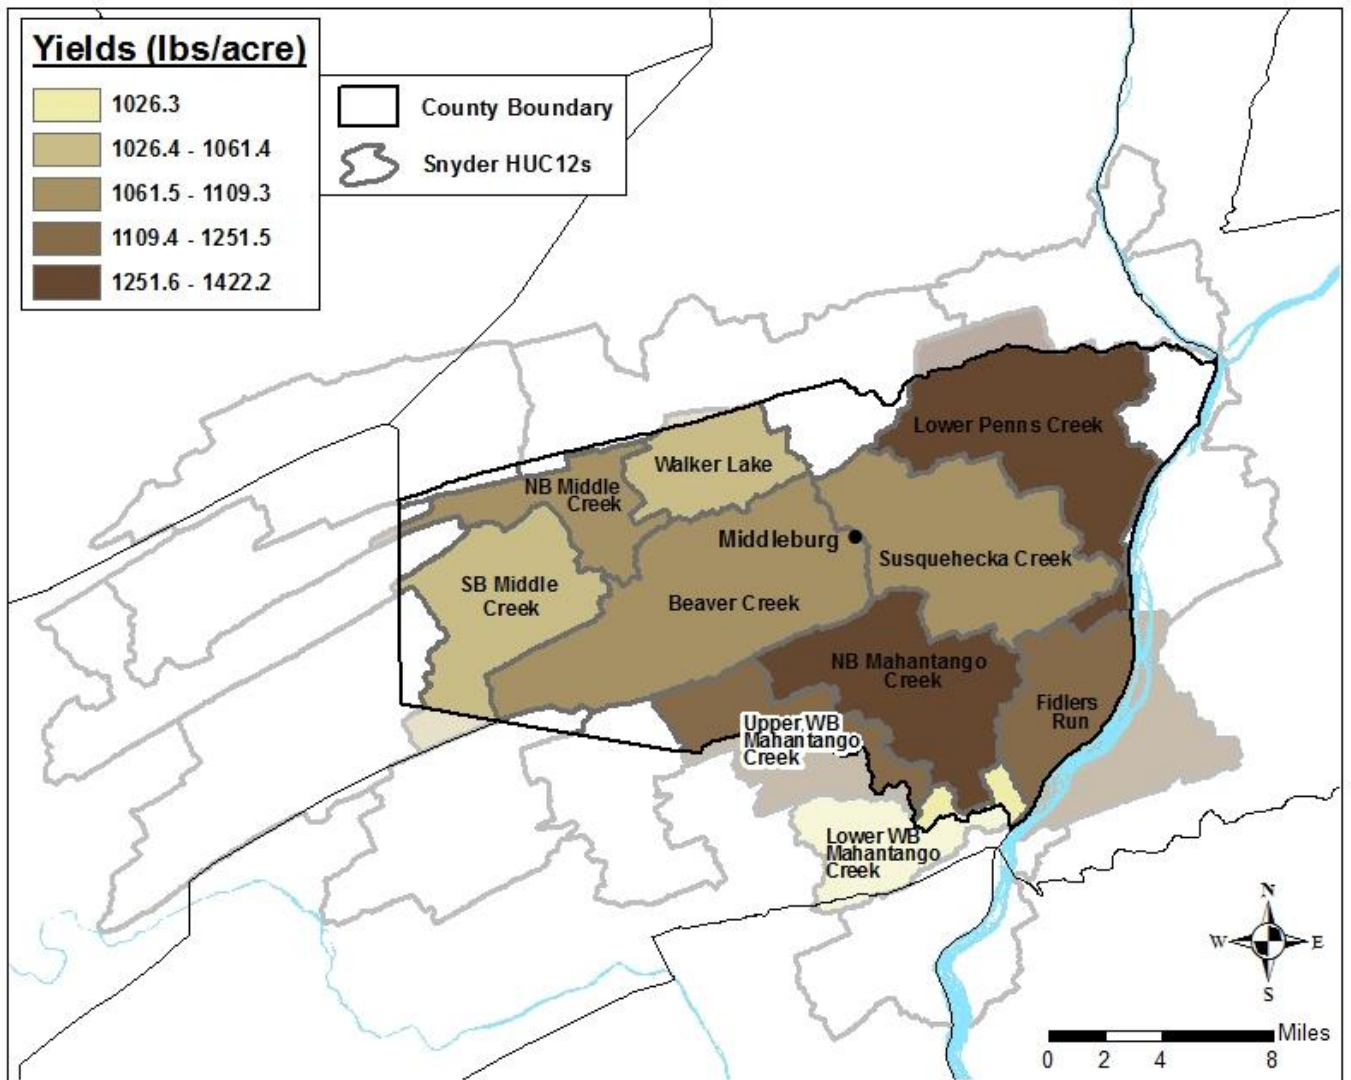 Yields (lbs/acre)
1026.3
1026.4 - 1061.4
1061.5 - 1109.3
1109.4 - 1251.5
1251.6 - 1422.2
County Boundary
Snyder HUC12s
Lower Penns Creek
Walker Lake
NB Middle
Creek
Middleburg
Susquehecka Creek
SB Middle
Creek
Beaver Creek
NB Mahantango
Creek
Fidlers
Run
Upper WB
Mahantango
Creek
Lower WB
Mahantango
Creek
N
W
E
S
Miles
0 2 4 8